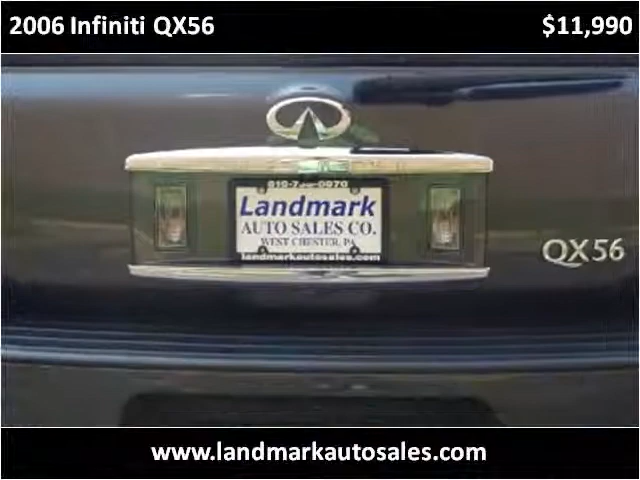 2006 Infiniti QX56
$11,990
Landmark
AUTO SALES CO.
WEST CHESTER, PA
landmarkautosales.com
QX56
www.landmarkautosales.com